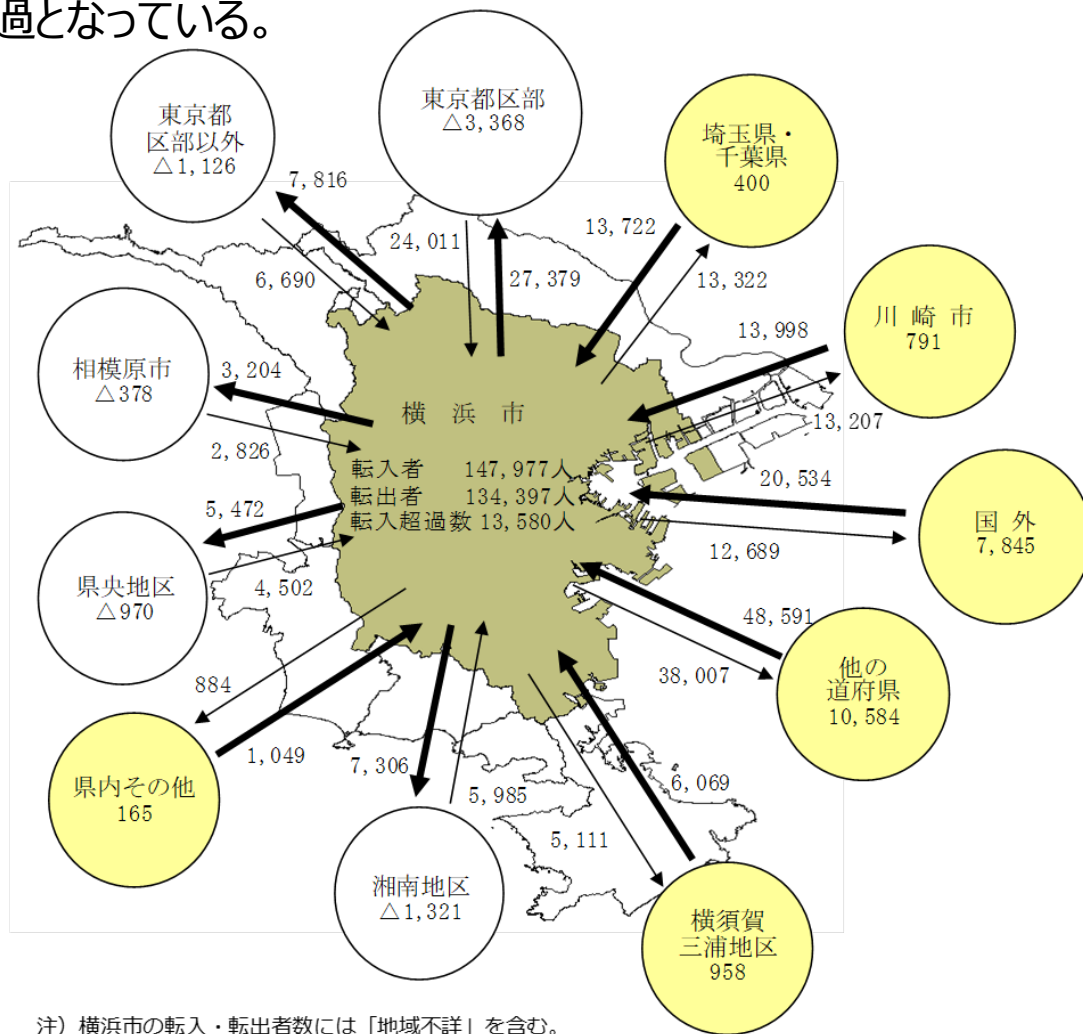 過となっている。
東京都
区部以外
△1,126
東京都区部
△3,368
埼玉県・
千葉県
400
7,816
6,690
24,011
27,379
13,722
13,322
川崎市
791
13,998
13,207
相模原市
△378
3,204
2,826
横浜市
転入者 147,977人
転出者 134,397人
転入超過数 13,580人
20,534
12,689
国外
7,845
5,472
4,502
県央地区
△970
48,591
38,007
他の
道府県
10,584
884
1,049
県内その他
165
7,306
5,985
湘南地区
△1,321
6,069
5,111
横須賀
三浦地区
958
注）横浜市の転入・転出者数には「地域不詳」を含む。